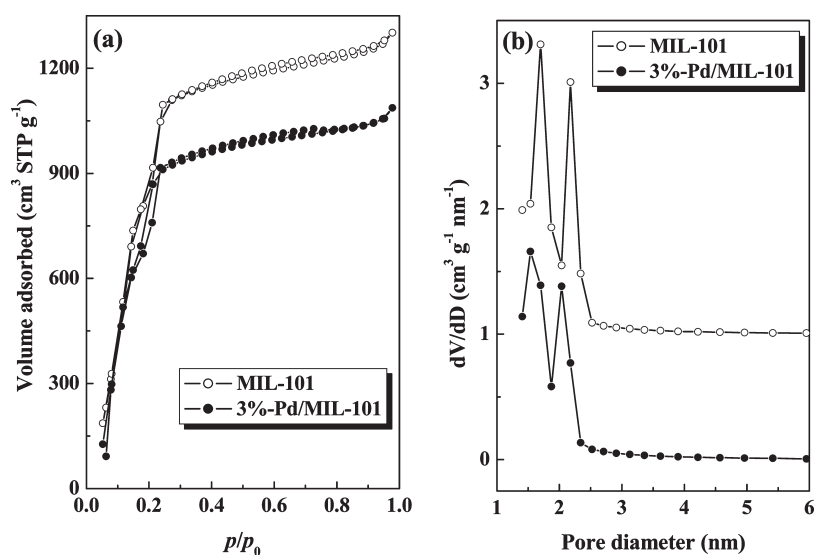 (a)
MIL-101
3%-Pd/MIL-101
Volume adsorbed (cm³ STP g⁻¹)
1200
900
600
300
0
0.0 0.2 0.4 0.6 0.8 1.0
p/p₀
(b)
MIL-101
3%-Pd/MIL-101
dV/dD (cm³ g⁻¹ nm⁻¹)
3
2
1
0
1 2 3 4 5 6
Pore diameter (nm)